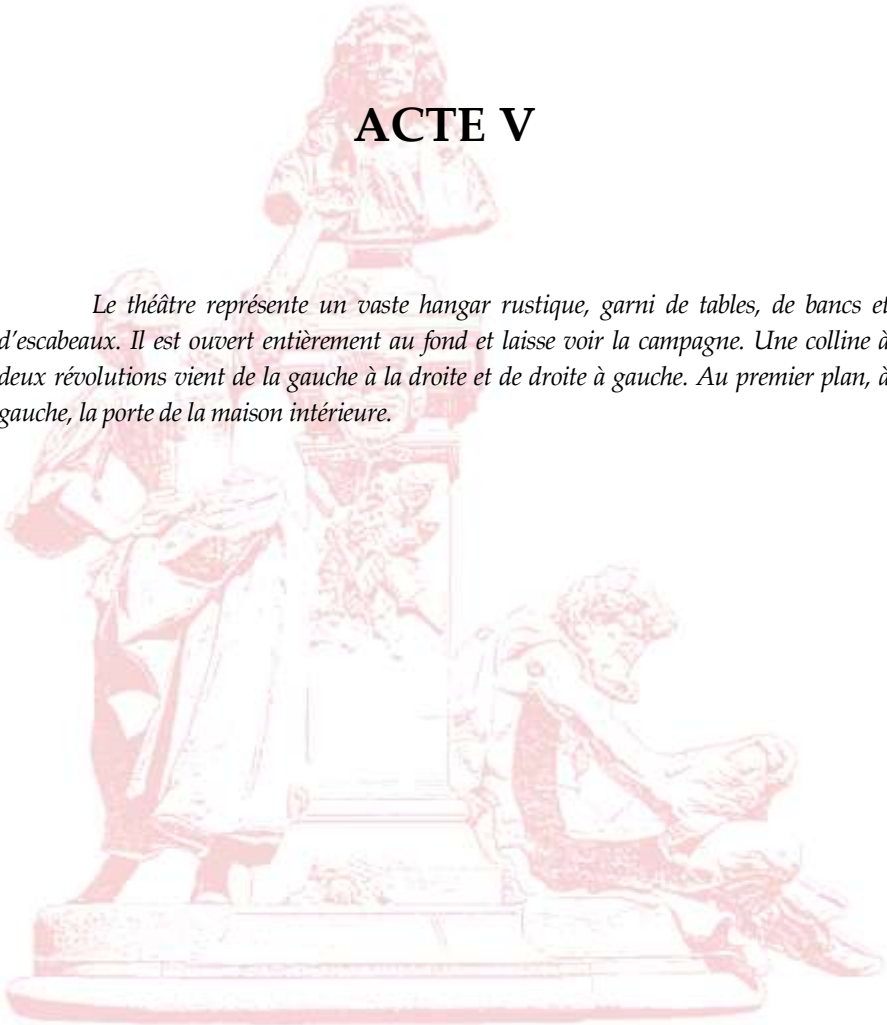 ACTE V
Le théâtre représente un vaste hangar rustique, garni de tables, de bancs et
d’escabeaux. Il est ouvert entièrement au fond et laisse voir la campagne. Une colline à
deux révolutions vient de la gauche à la droite et de droite à gauche. Au premier plan, à
gauche, la porte de la maison intérieure.